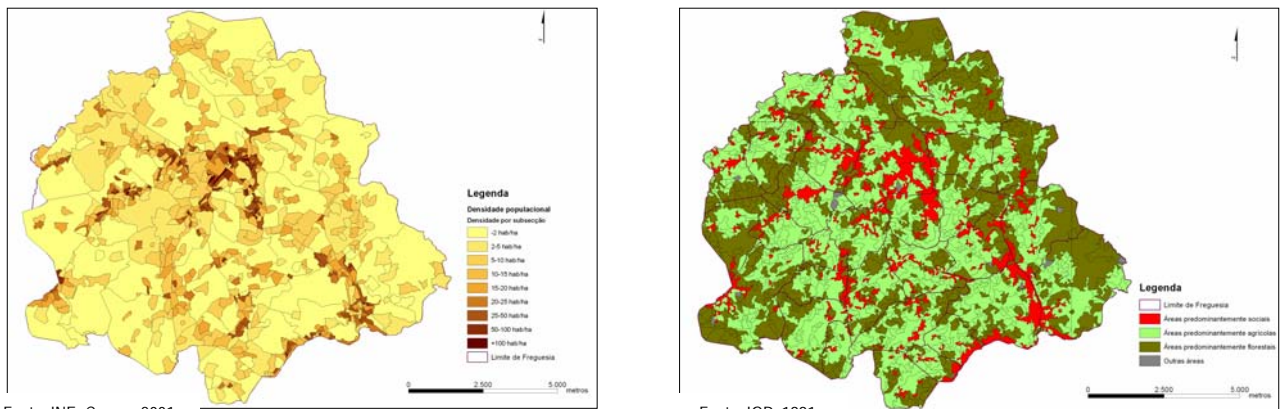 Legenda
Densidade populacional
Densidade por subsecção
-2 hab/ha
2-5 hab/ha
5-10 hab/ha
10-15 hab/ha
15-20 hab/ha
20-25 hab/ha
25-50 hab/ha
50-100 hab/ha
+100 hab/ha
Limite de Freguesia
0 2.500 5.000
metros
Legenda
Limite de Freguesia
Áreas predominantemente sociais
Áreas predominantemente agrícolas
Áreas predominantemente florestais
Outras áreas
0 2.500 5.000
metros